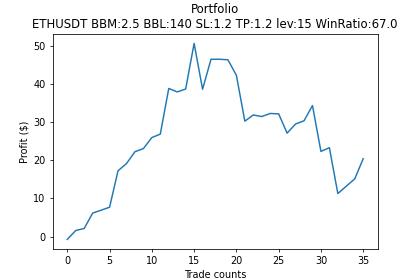 Portfolio
ETHUSDT BBM:2.5 BBL:140 SL:1.2 TP:1.2 lev:15 WinRatio:67.0
50
40
30
20
10
0
Profit ($)
0 5 10 15 20 25 30 35
Trade counts